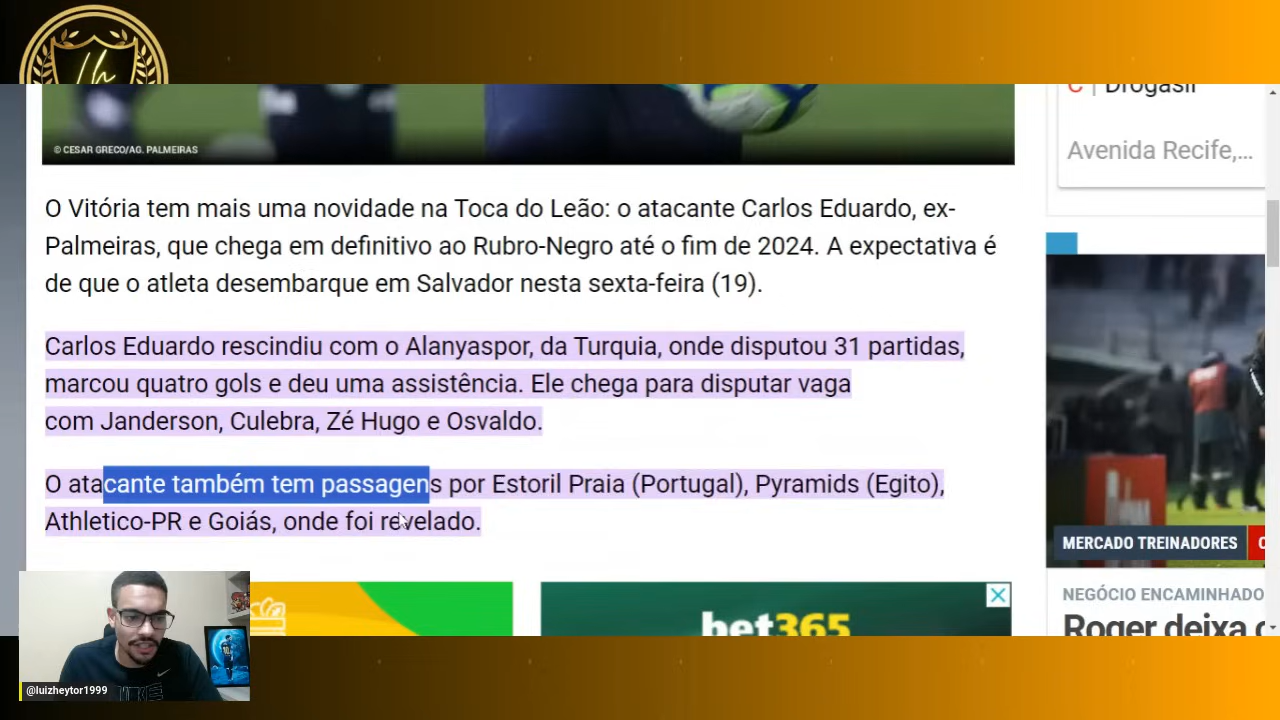 lh
© CESAR GRECO/AG. PALMEIRAS
Drogasil
Avenida Recife,...
O Vitória tem mais uma novidade na Toca do Leão: o atacante Carlos Eduardo, ex-
Palmeiras, que chega em definitivo ao Rubro-Negro até o fim de 2024. A expectativa é
de que o atleta desembarque em Salvador nesta sexta-feira (19).
Carlos Eduardo rescindiu com o Alanyaspor, da Turquia, onde disputou 31 partidas,
marcou quatro gols e deu uma assistência. Ele chega para disputar vaga
com Janderson, Culebra, Zé Hugo e Osvaldo.
O atacante também tem passagens por Estoril Praia (Portugal), Pyramids (Egito),
Athletico-PR e Goiás, onde foi revelado.
MERCADO TREINADORES
NEGÓCIO ENCAMINHADO
Roger deixa
bet365
@luizheytor1999